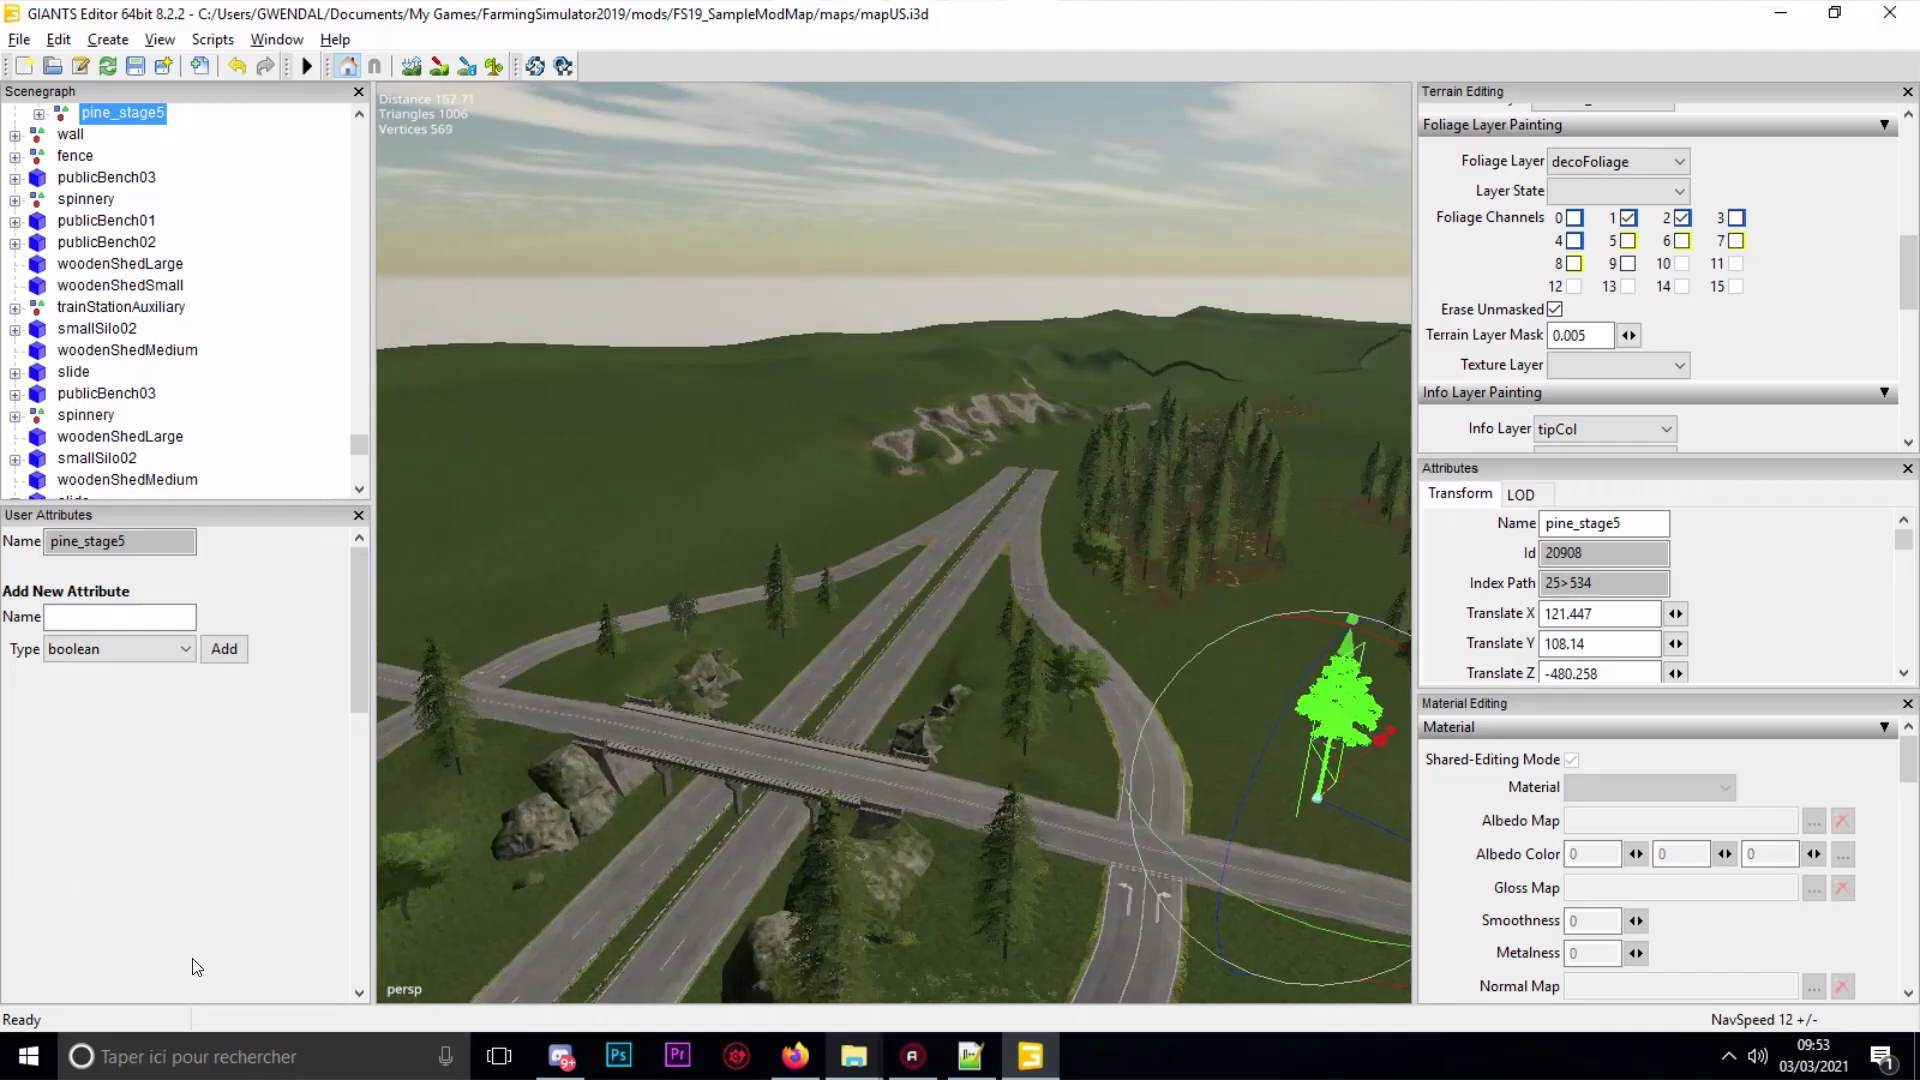 GIANTS Editor 64bit 8.2.2 - C:/Users/GWENDAL/Documents/My Games/FarmingSimulator2019/mods/FS19_SampleModMap/maps/mapUS.i3d
File Edit Create View Scripts Window Help
Scenegraph
pine_stage5
wall
fence
publicBench03
spinnery
publicBench01
publicBench02
woodenShedLarge
woodenShedSmall
trainStationAuxiliary
smallSilo02
woodenShedMedium
slide
publicBench03
spinnery
woodenShedLarge
smallSilo02
woodenShedMedium
User Attributes
Name pine_stage5
Add New Attribute
Name
Type boolean Add
Distance 157.71
Triangles 1006
Vertices 569
persp
Terrain Editing
Foliage Layer Painting
Foliage Layer decoFoliage
Layer State
Foliage Channels 0 1 2 3
4 5 6 7
8 9 10 11
12 13 14 15
Erase Unmasked
Terrain Layer Mask 0.005
Texture Layer
Info Layer Painting
Info Layer tipCol
Attributes
Transform LOD
Name pine_stage5
Id 20908
Index Path 25>534
Translate X 121.447
Translate Y 108.14
Translate Z -480.258
Material Editing
Material
Shared-Editing Mode
Material
Albedo Map ...
Albedo Color 0 0 0 ...
Gloss Map ...
Smoothness 0
Metalness 0
Normal Map ...
Ready
NavSpeed 12 +/-
Taper ici pour rechercher
9+
Ps
Pr
09:53
03/03/2021
1